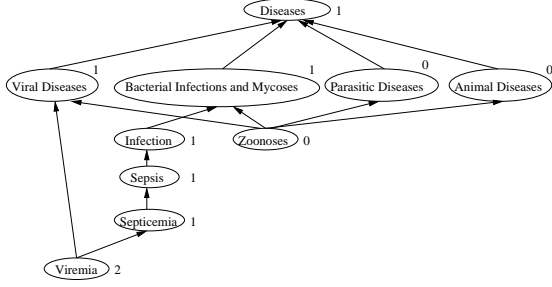 Diseases 1
1 1 0 0
Viral Diseases Bacterial Infections and Mycoses Parasitic Diseases Animal Diseases
Infection 1 Zoonoses 0
Sepsis 1
Septicemia 1
Viremia 2